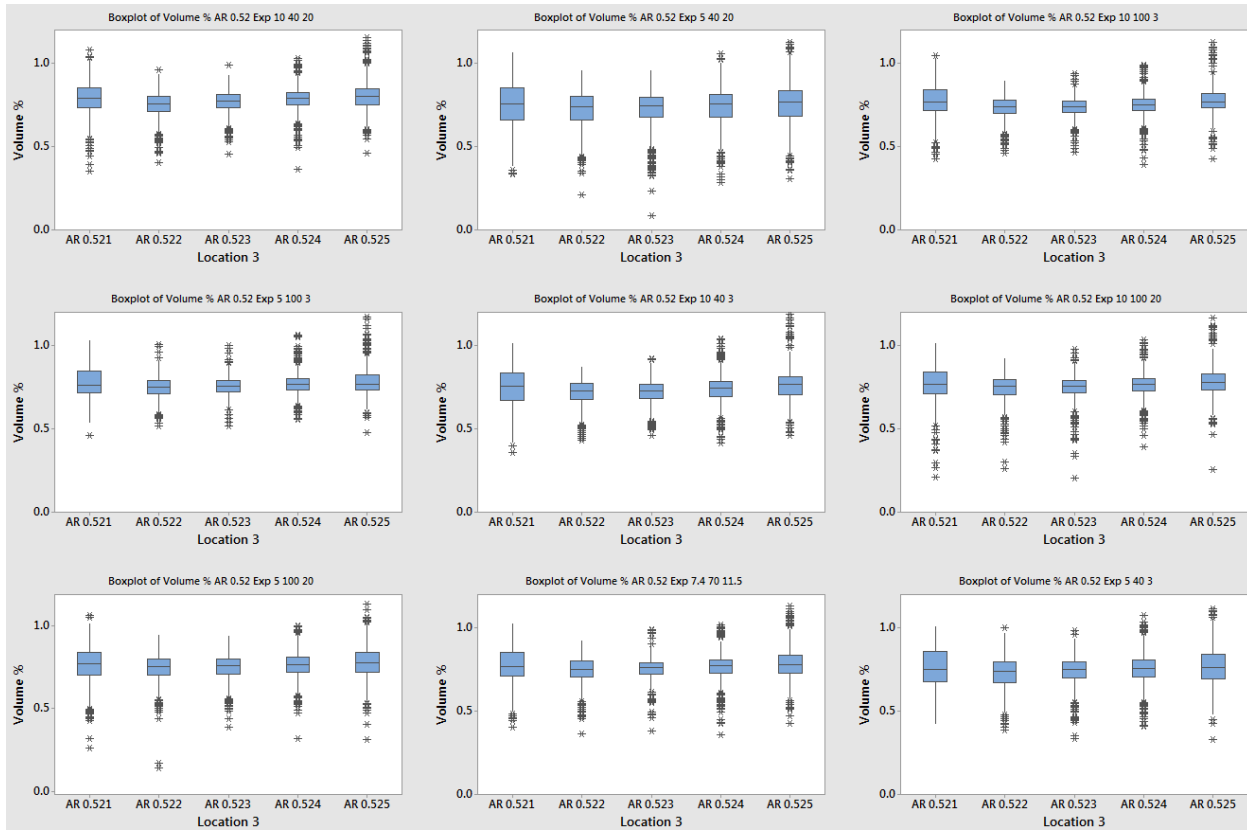 Boxplot of Volume % AR 0.52 Exp 10 40 20
Volume %
1.0
0.5
0.0
AR 0.521 AR 0.522 AR 0.523 AR 0.524 AR 0.525
Location 3
Boxplot of Volume % AR 0.52 Exp 5 40 20
Volume %
1.0
0.5
0.0
AR 0.521 AR 0.522 AR 0.523 AR 0.524 AR 0.525
Location 3
Boxplot of Volume % AR 0.52 Exp 10 100 3
Volume %
1.0
0.5
0.0
AR 0.521 AR 0.522 AR 0.523 AR 0.524 AR 0.525
Location 3
Boxplot of Volume % AR 0.52 Exp 5 100 3
Volume %
1.0
0.5
0.0
AR 0.521 AR 0.522 AR 0.523 AR 0.524 AR 0.525
Location 3
Boxplot of Volume % AR 0.52 Exp 10 40 3
Volume %
1.0
0.5
0.0
AR 0.521 AR 0.522 AR 0.523 AR 0.524 AR 0.525
Location 3
Boxplot of Volume % AR 0.52 Exp 10 100 20
Volume %
1.0
0.5
0.0
AR 0.521 AR 0.522 AR 0.523 AR 0.524 AR 0.525
Location 3
Boxplot of Volume % AR 0.52 Exp 5 100 20
Volume %
1.0
0.5
0.0
AR 0.521 AR 0.522 AR 0.523 AR 0.524 AR 0.525
Location 3
Boxplot of Volume % AR 0.52 Exp 7.4 70 11.5
Volume %
1.0
0.5
0.0
AR 0.521 AR 0.522 AR 0.523 AR 0.524 AR 0.525
Location 3
Boxplot of Volume % AR 0.52 Exp 5 40 3
Volume %
1.0
0.5
0.0
AR 0.521 AR 0.522 AR 0.523 AR 0.524 AR 0.525
Location 3